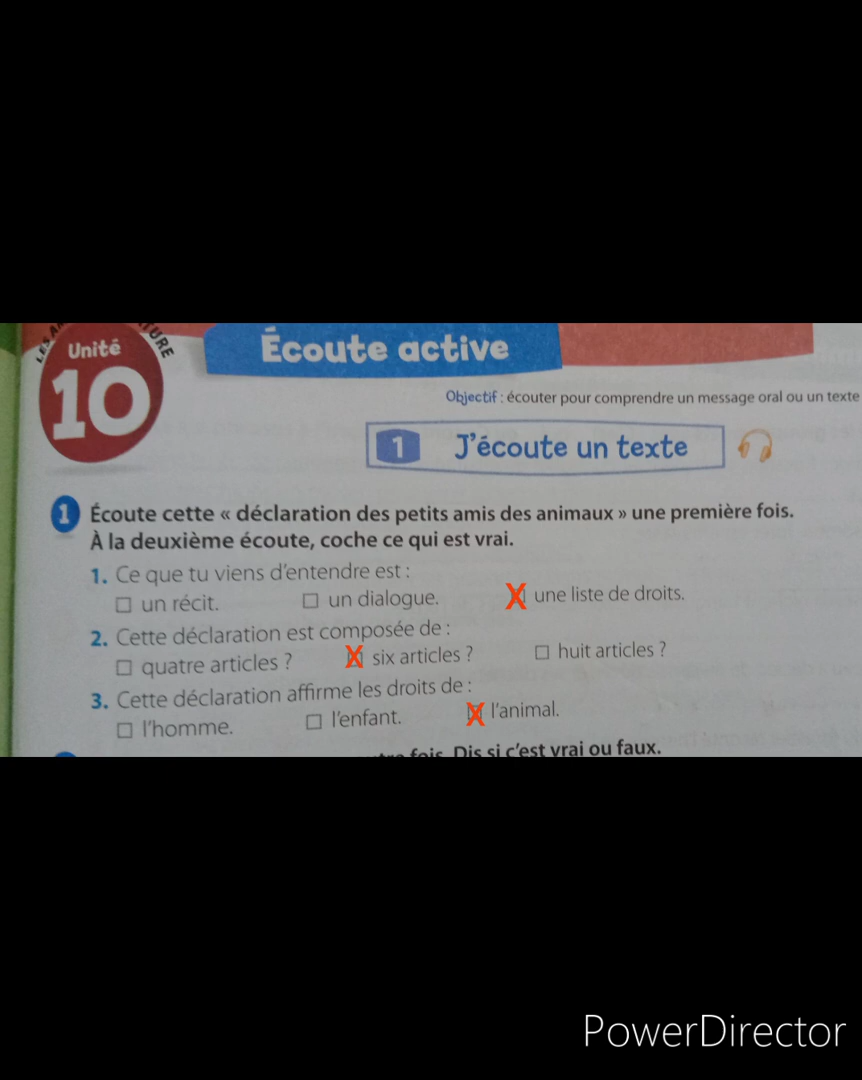 Unité
10
Écoute active
Objectif : écouter pour comprendre un message oral ou un texte
1 J'écoute un texte
1 Écoute cette « déclaration des petits amis des animaux » une première fois.
À la deuxième écoute, coche ce qui est vrai.
1. Ce que tu viens d'entendre est :
☐ un récit. ☐ un dialogue. X une liste de droits.
2. Cette déclaration est composée de :
☐ quatre articles ? X six articles ? ☐ huit articles ?
3. Cette déclaration affirme les droits de :
☐ l'homme. ☐ l'enfant. X l'animal.
fois. Dis si c'est vrai ou faux.
PowerDirector